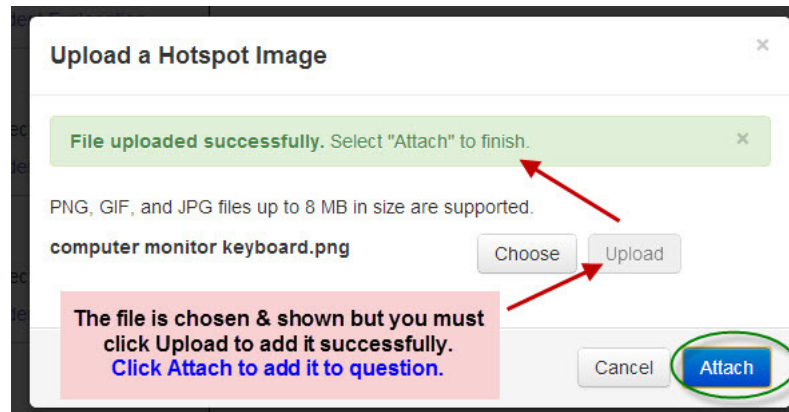 Upload a Hotspot Image
×
File uploaded successfully. Select "Attach" to finish.
×
PNG, GIF, and JPG files up to 8 MB in size are supported.
computer monitor keyboard.png
Choose
Upload
The file is chosen & shown but you must
click Upload to add it successfully.
Click Attach to add it to question.
Cancel
Attach